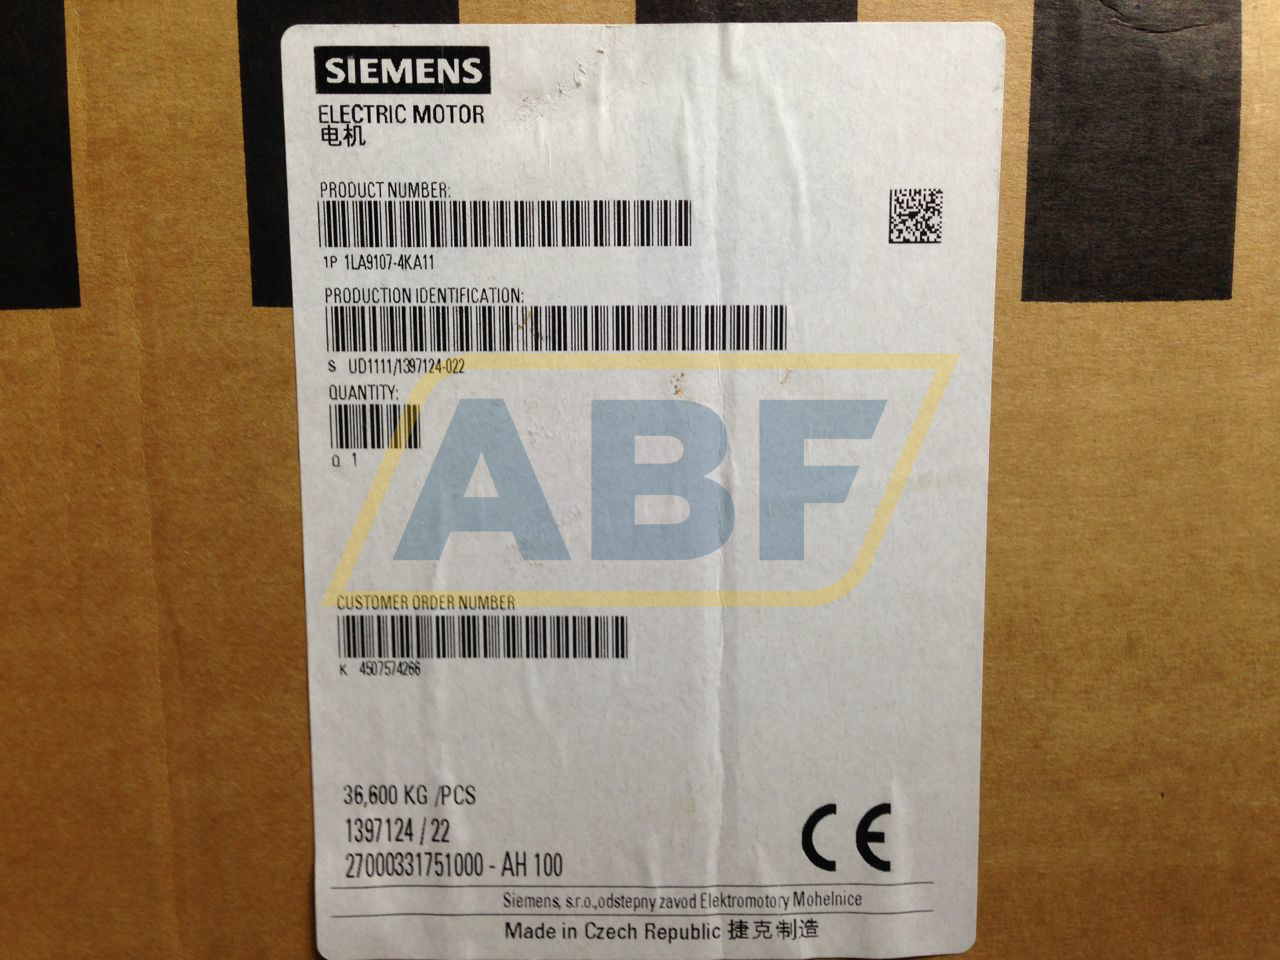 SIEMENS
ELECTRIC MOTOR
电机
PRODUCT NUMBER:
1P 1LA9107-4KA11
PRODUCTION IDENTIFICATION:
S UD1111/1397124-022
QUANTITY:
Q 1
ABF
CUSTOMER ORDER NUMBER
K 4507574266
36,600 KG /PCS
1397124 / 22
27000331751000 - AH 100
Siemens, s.r.o.,odstepny zavod Elektromotory Mohelnice
Made in Czech Republic 捷克制造